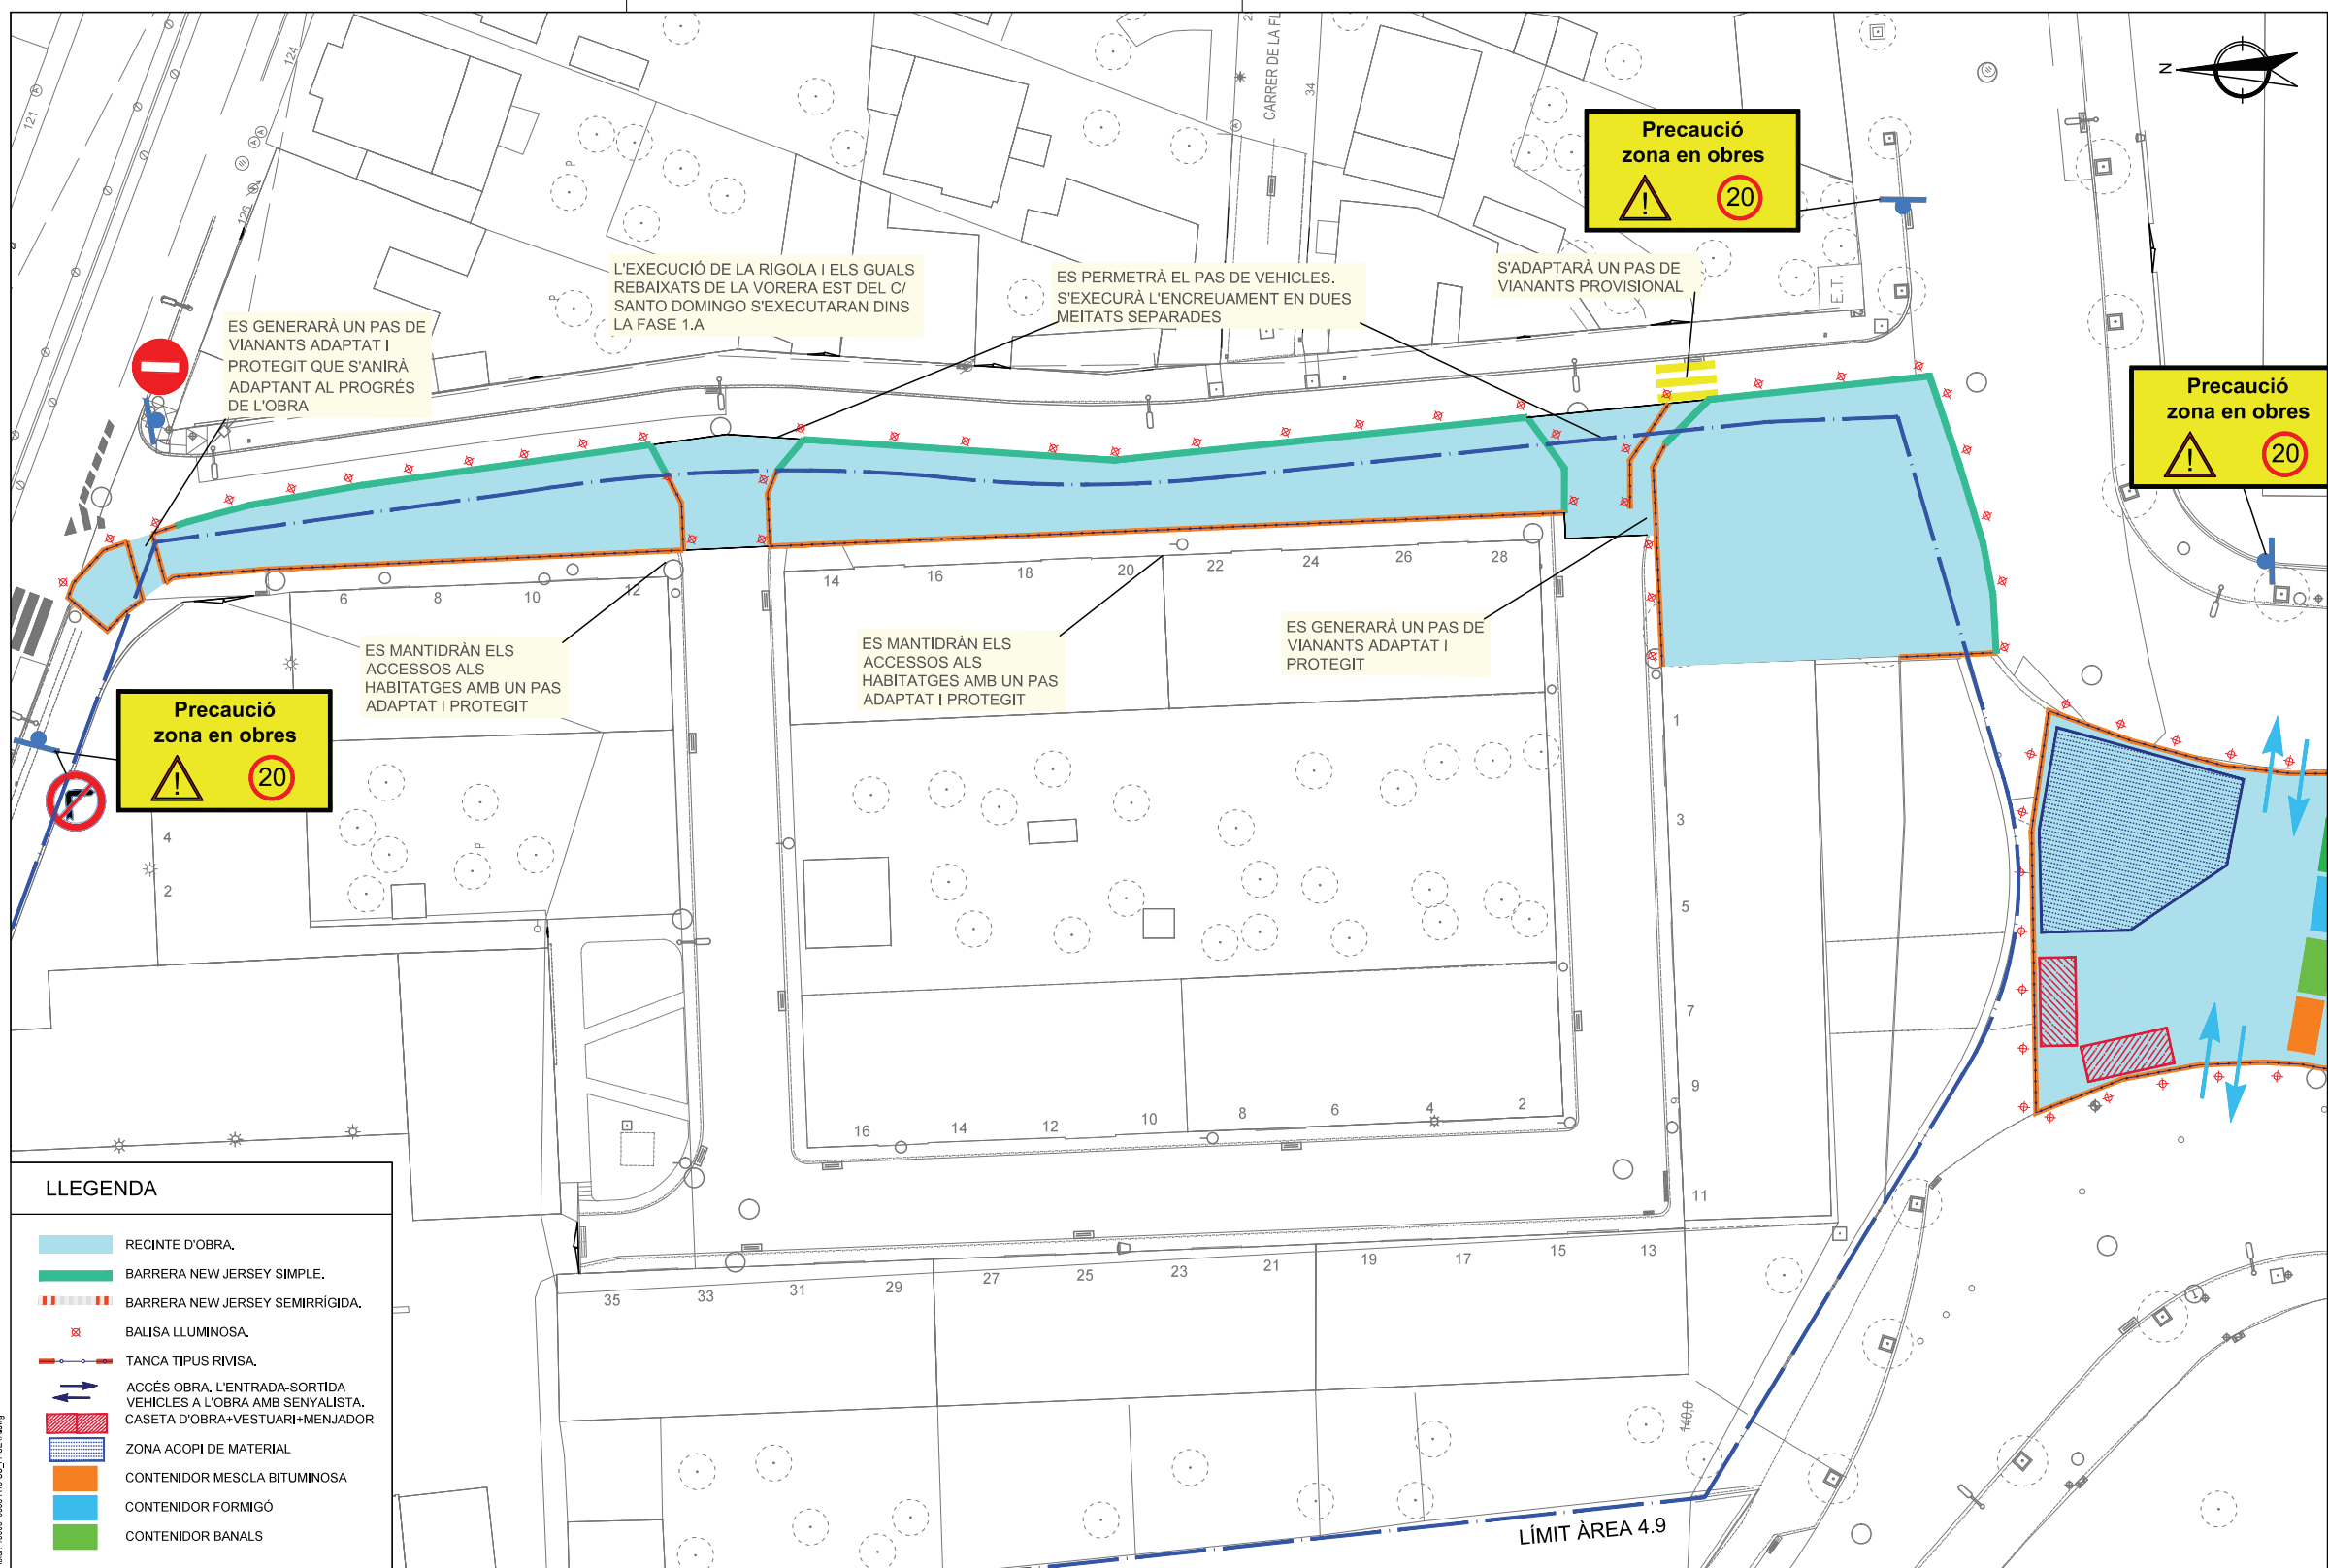 121
124
126
CARRER DE LA FL
34
N
Precaució
zona en obres
!
20
L'EXECUCIÓ DE LA RIGOLA I ELS GUALS
REBAIXATS DE LA VORERA EST DEL C/
SANTO DOMINGO S'EXECUTARAN DINS
LA FASE 1.A
ES PERMETRÀ EL PAS DE VEHICLES.
S'EXECURÀ L'ENCREUAMENT EN DUES
MEITATS SEPARADES
S'ADAPTARÀ UN PAS DE
VIANANTS PROVISIONAL
E.T.
ES GENERARÀ UN PAS DE
VIANANTS ADAPTAT I
PROTEGIT QUE S'ANIRÀ
ADAPTANT AL PROGRÉS
DE L'OBRA
Precaució
zona en obres
!
20
6
8
10
12
14
16
18
20
22
24
26
28
ES MANTIDRÀN ELS
ACCESSOS ALS
HABITATGES AMB UN PAS
ADAPTAT I PROTEGIT
ES MANTIDRÀN ELS
ACCESSOS ALS
HABITATGES AMB UN PAS
ADAPTAT I PROTEGIT
ES GENERARÀ UN PAS DE
VIANANTS ADAPTAT I
PROTEGIT
Precaució
zona en obres
!
20
4
2
1
3
5
7
9
9
11
16
14
12
10
8
6
4
2
35
33
31
29
27
25
23
21
19
17
15
13
140,0
LÍMIT ÀREA 4.9
LLEGENDA
RECINTE D'OBRA.
BARRERA NEW JERSEY SIMPLE.
BARRERA NEW JERSEY SEMIRRÍGIDA.
BALISA LLUMINOSA.
TANCA TIPUS RIVISA.
ACCÉS OBRA. L'ENTRADA-SORTIDA
VEHICLES A L'OBRA AMB SENYALISTA.
CASETA D'OBRA+VESTUARI+MENJADOR
ZONA ACOPI DE MATERIAL
CONTENIDOR MESCLA BITUMINOSA
CONTENIDOR FORMIGÓ
CONTENIDOR BANALS